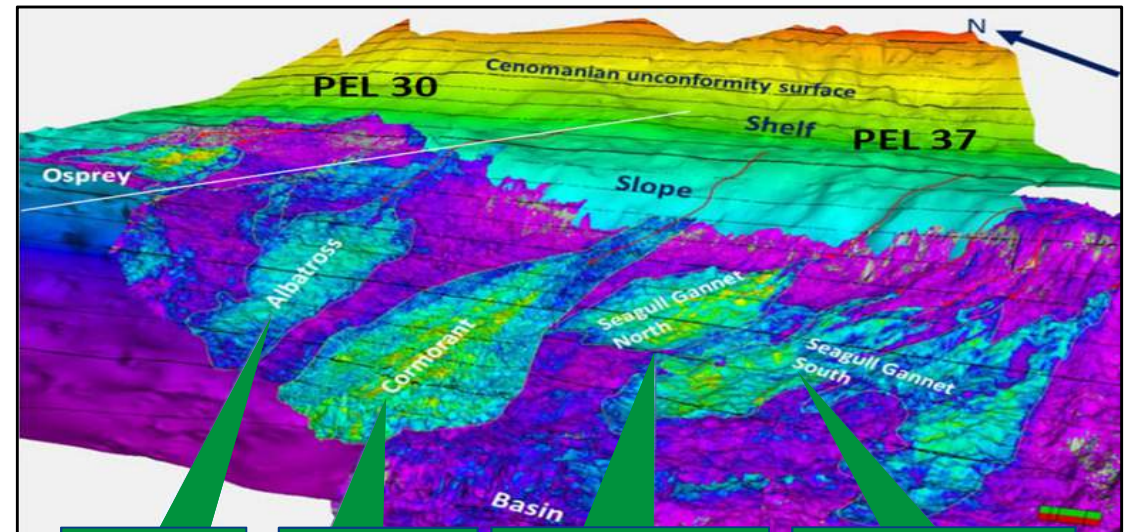 N
Cenomanian unconformity surface
PEL 30
Shelf
PEL 37
Osprey
Slope
Albatross
Cormorant
Seagull Gannet
North
Seagull Gannet
South
Basin